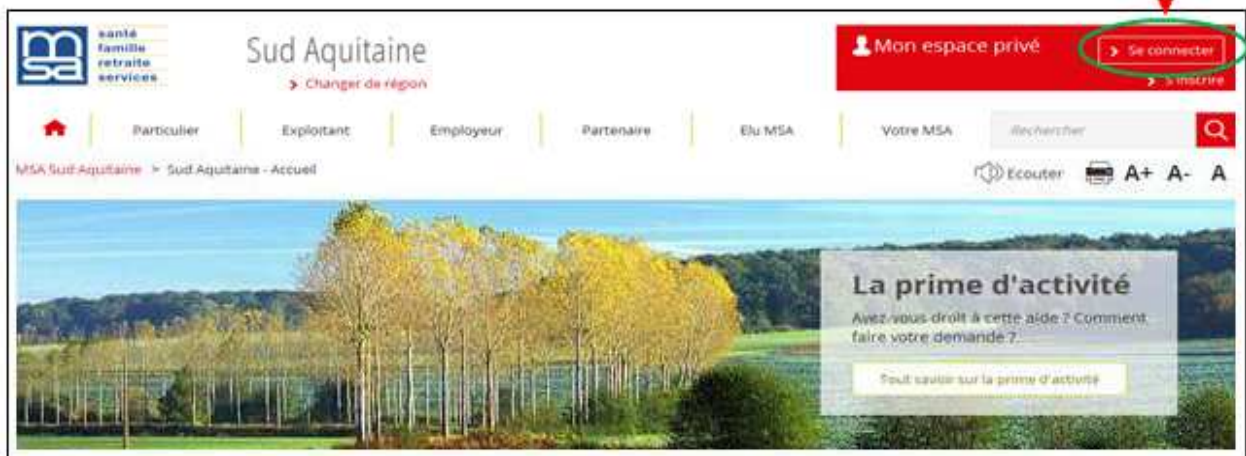 msa
santé
famille
retraite
services
Sud Aquitaine
> Changer de région
Mon espace privé
> Se connecter
> S'inscrire
Particulier
Exploitant
Employeur
Partenaire
Elu MSA
Votre MSA
Rechercher
MSA Sud Aquitaine > Sud Aquitaine - Accueil
Ecouter
A+ A- A
La prime d'activité
Avez-vous droit à cette aide ? Comment
faire votre demande ?
Tout savoir sur la prime d'activité